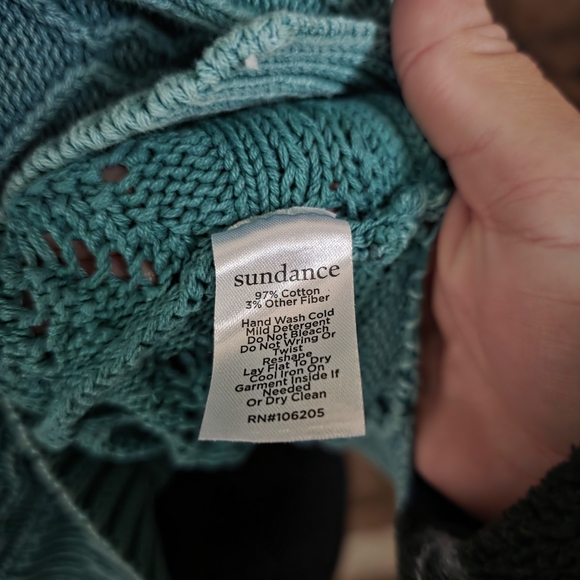 sundance
97% Cotton
3% Other Fiber
Hand Wash Cold
Mild Detergent
Do Not Bleach
Do Not Wring Or
Twist
Reshape
Lay Flat To Dry
Cool Iron On
Garment Inside If
Needed
Or Dry Clean
RN#106205